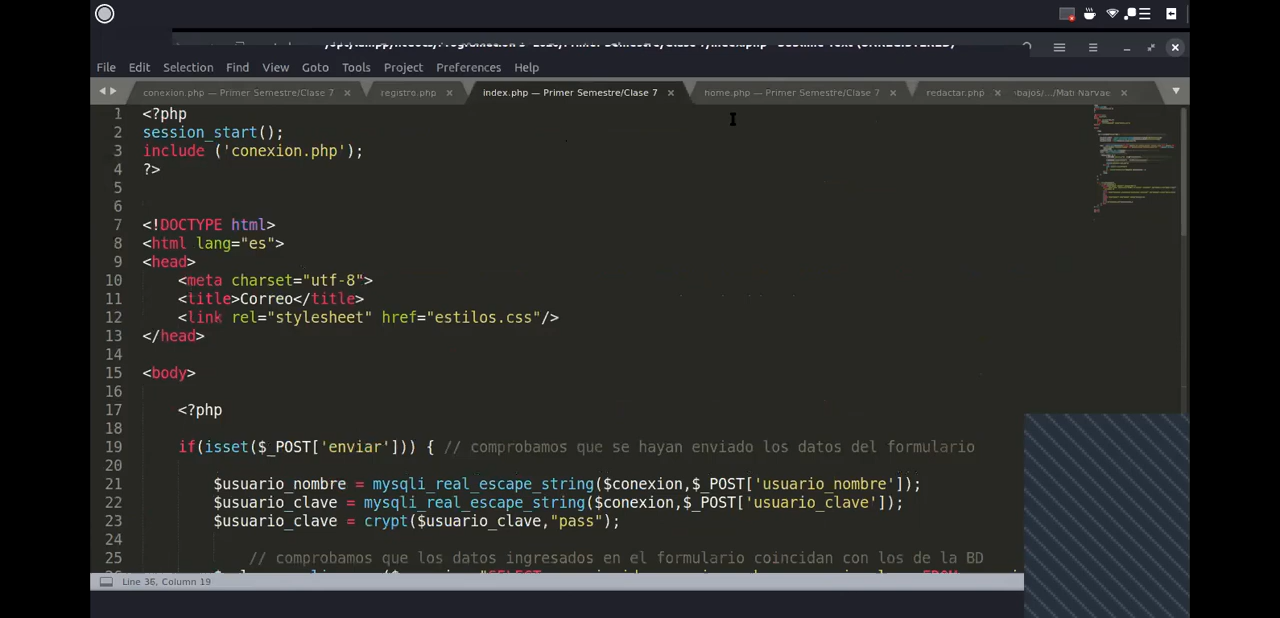 File Edit Selection Find View Goto Tools Project Preferences Help
conexion.php — Primer Semestre/Clase 7 registro.php index.php — Primer Semestre/Clase 7 home.php — Primer Semestre/Clase 7 redactar.php
1 <?php
2 session_start();
3 include ('conexion.php');
4 ?>
5
6
7 <!DOCTYPE html>
8 <html lang="es">
9 <head>
10 <meta charset="utf-8">
11 <title>Correo</title>
12 <link rel="stylesheet" href="estilos.css"/>
13 </head>
14
15 <body>
16
17 <?php
18
19 if(isset($_POST['enviar'])) { // comprobamos que se hayan enviado los datos del formulario
20
21 $usuario_nombre = mysqli_real_escape_string($conexion,$_POST['usuario_nombre']);
22 $usuario_clave = mysqli_real_escape_string($conexion,$_POST['usuario_clave']);
23 $usuario_clave = crypt($usuario_clave,"pass");
24
25 // comprobamos que los datos ingresados en el formulario coincidan con los de la BD
Line 36, Column 19